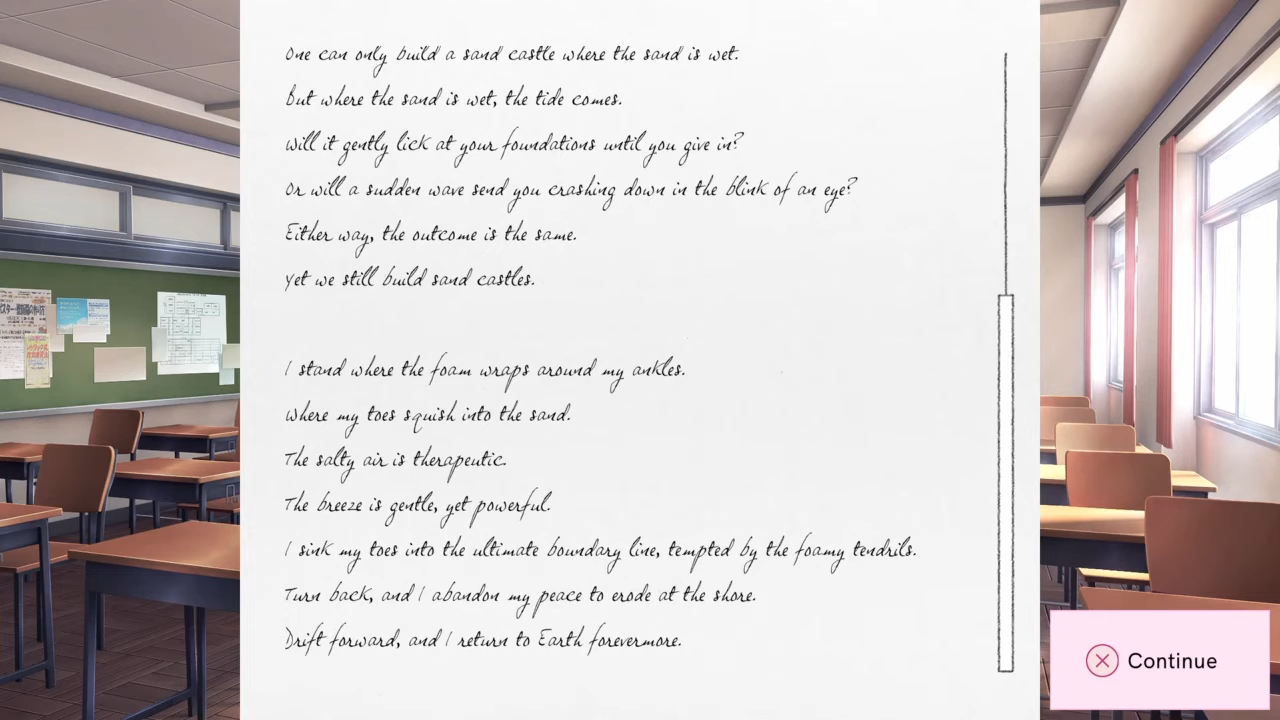 One can only build a sand castle where the sand is wet.
But where the sand is wet, the tide comes.
Will it gently lick at your foundations until you give in?
Or will a sudden wave send you crashing down in the blink of an eye?
Either way, the outcome is the same.
Yet we still build sand castles.
I stand where the foam wraps around my ankles.
Where my toes squish into the sand.
The salty air is therapeutic.
The breeze is gentle, yet powerful.
I sink my toes into the ultimate boundary line, tempted by the foamy tendrils.
Turn back, and I abandon my peace to erode at the shore.
Drift forward, and I return to Earth forevermore.
Continue